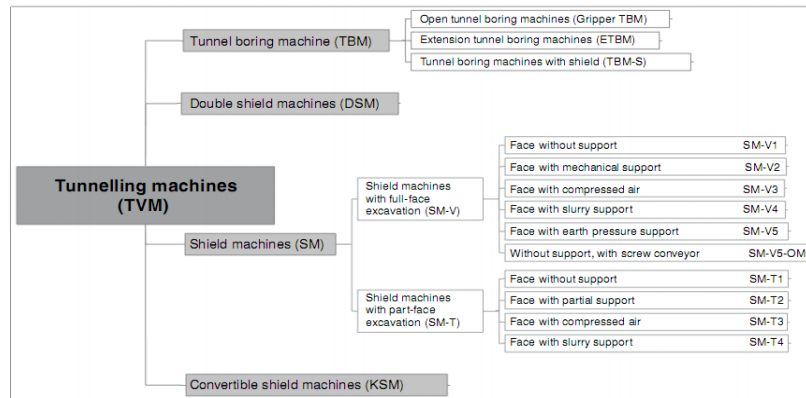 Open tunnel boring machines (Gripper TBM)
Tunnel boring machine (TBM)
Extension tunnel boring machines (ETBM)
Tunnel boring machines with shield (TBM-S)
Double shield machines (DSM)
Tunnelling machines
(TVM)
Shield machines (SM)
Shield machines
with full-face
excavation (SM-V)
Face without support SM-V1
Face with mechanical support SM-V2
Face with compressed air SM-V3
Face with slurry support SM-V4
Face with earth pressure support SM-V5
Without support, with screw conveyor SM-V5-OM
Shield machines
with part-face
excavation (SM-T)
Face without support SM-T1
Face with partial support SM-T2
Face with compressed air SM-T3
Face with slurry support SM-T4
Convertible shield machines (KSM)